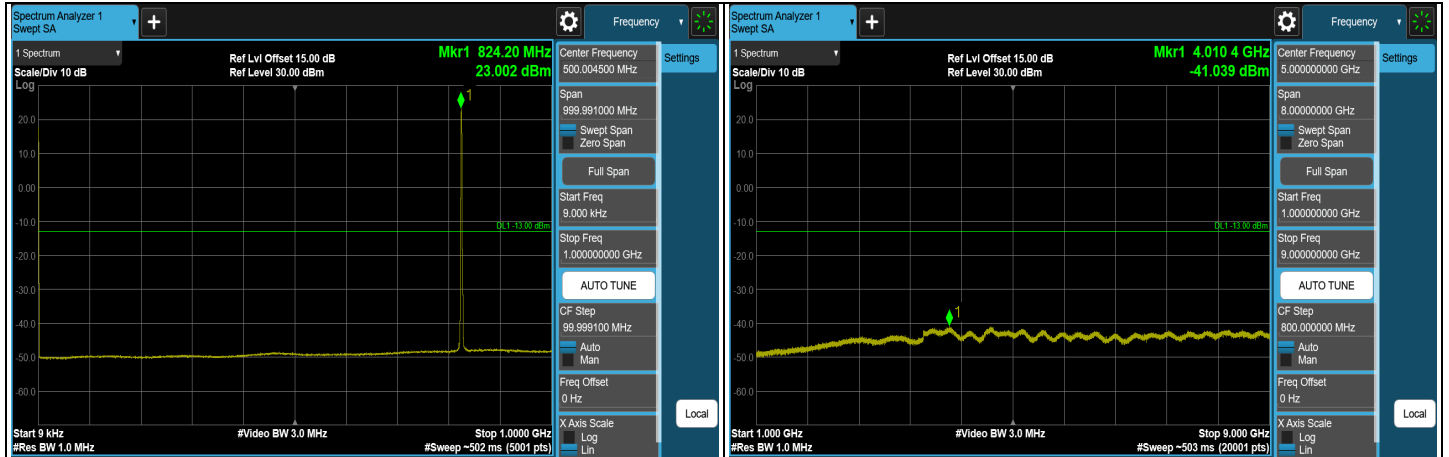 Spectrum Analyzer 1
Swept SA
+
Frequency
1 Spectrum
Scale/Div 10 dB
Log
Ref Lvl Offset 15.00 dB
Ref Level 30.00 dBm
Mkr1 824.20 MHz
23.002 dBm
1
20.0
10.0
0.00
-10.0
-20.0
-30.0
-40.0
-50.0
-60.0
DL1 -13.00 dBm
Start 9 kHz
#Res BW 1.0 MHz
#Video BW 3.0 MHz
Stop 1.0000 GHz
#Sweep ~502 ms (5001 pts)
Center Frequency
500.004500 MHz
Settings
Span
999.991000 MHz
Swept Span
Zero Span
Full Span
Start Freq
9.000 kHz
Stop Freq
1.000000000 GHz
AUTO TUNE
CF Step
99.999100 MHz
Auto
Man
Freq Offset
0 Hz
Local
X Axis Scale
Log
Lin
Spectrum Analyzer 1
Swept SA
+
Frequency
1 Spectrum
Scale/Div 10 dB
Log
Ref Lvl Offset 15.00 dB
Ref Level 30.00 dBm
Mkr1 4.010 4 GHz
-41.039 dBm
1
20.0
10.0
0.00
-10.0
-20.0
-30.0
-40.0
-50.0
-60.0
DL1 -13.00 dBm
Start 1.000 GHz
#Res BW 1.0 MHz
#Video BW 3.0 MHz
Stop 9.000 GHz
#Sweep ~503 ms (20001 pts)
Center Frequency
5.000000000 GHz
Settings
Span
8.00000000 GHz
Swept Span
Zero Span
Full Span
Start Freq
1.000000000 GHz
Stop Freq
9.000000000 GHz
AUTO TUNE
CF Step
800.000000 MHz
Auto
Man
Freq Offset
0 Hz
Local
X Axis Scale
Log
Lin